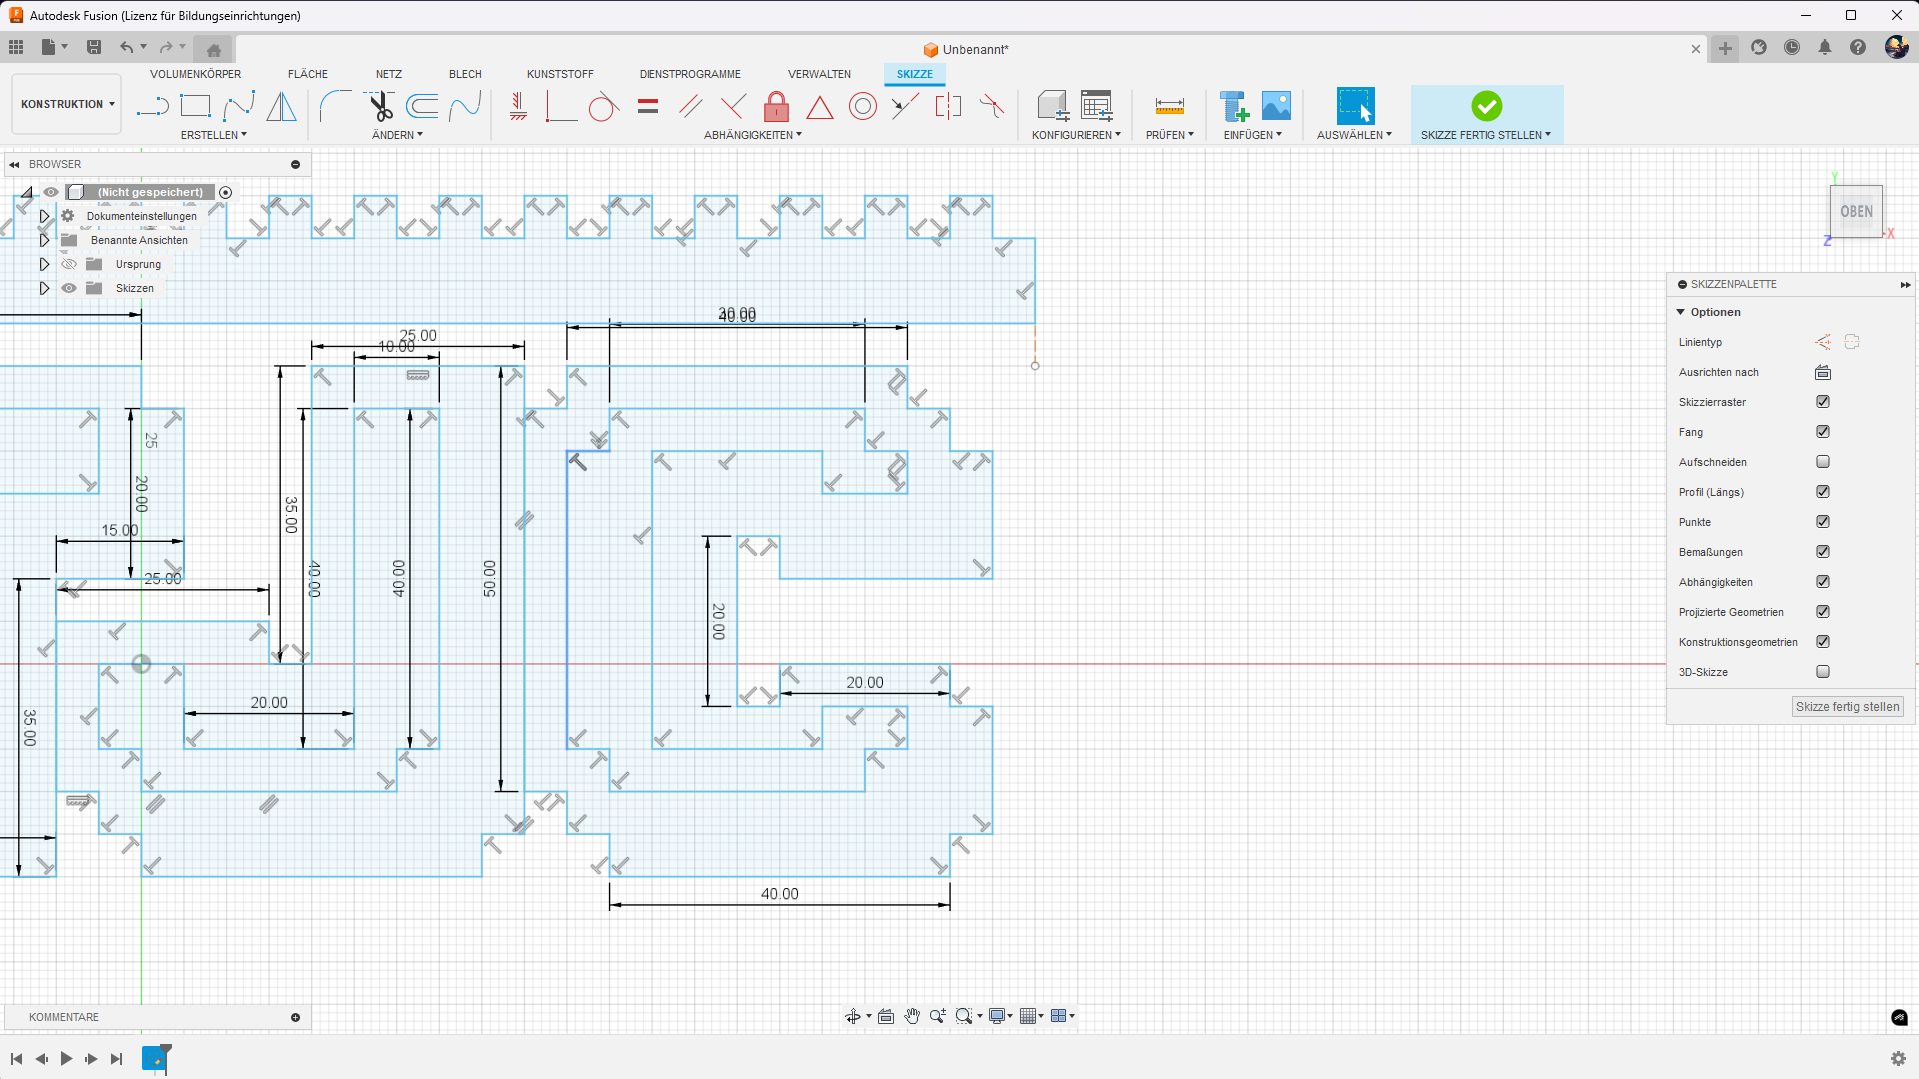 Autodesk Fusion (Lizenz für Bildungseinrichtungen)
Unbenannt*
VOLUMENKÖRPER FLÄCHE NETZ BLECH KUNSTSTOFF DIENSTPROGRAMME VERWALTEN SKIZZE
KONSTRUKTION
ERSTELLEN ÄNDERN ABHÄNGIGKEITEN KONFIGURIEREN PRÜFEN EINFÜGEN AUSWÄHLEN SKIZZE FERTIG STELLEN
BROWSER
(Nicht gespeichert)
Dokumenteinstellungen
Benannte Ansichten
Ursprung
Skizzen
Y
OBEN
X
Z
SKIZZENPALETTE
Optionen
Linientyp
Ausrichten nach
Skizzierraster
Fang
Aufschneiden
Profil (Längs)
Punkte
Bemaßungen
Abhängigkeiten
Projizierte Geometrien
Konstruktionsgeometrien
3D-Skizze
Skizze fertig stellen
40.00
25.00
10.00
25
20.00
15.00
25.00
35.00
40.00
40.00
50.00
20.00
20.00
20.00
35.00
40.00
KOMMENTARE